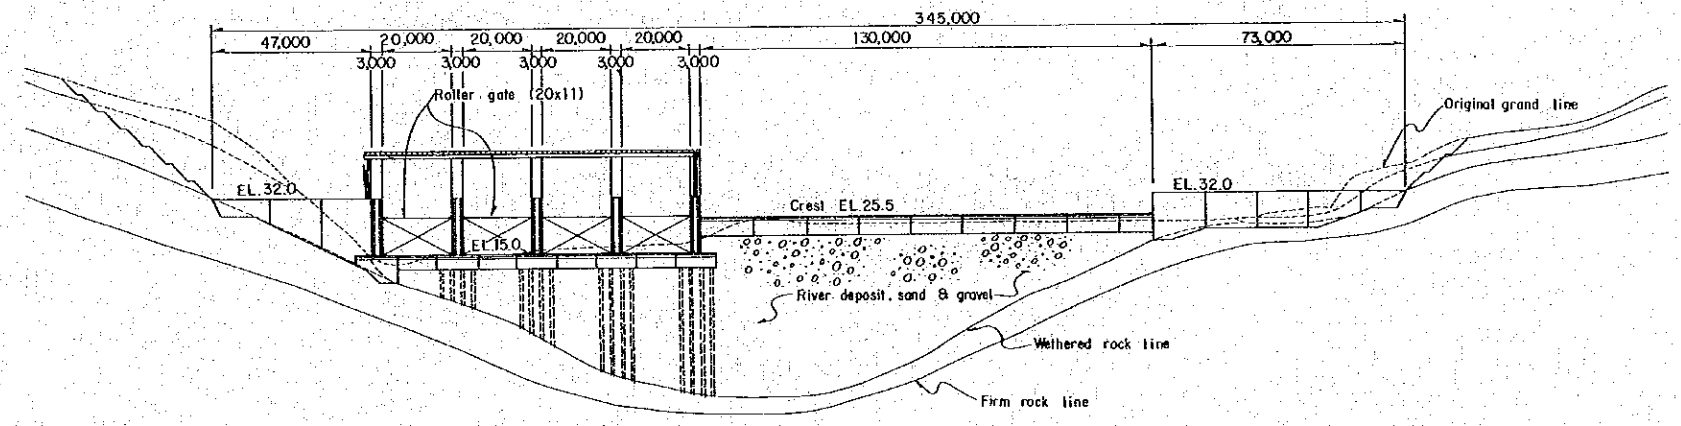 345,000
47,000 20,000 20,000 20,000 20,000 130,000 73,000
3,000 3,000 3,000 3,000 3,000
Roller gate (20x11)
Original grand line
EL.32.0
EL.32.0
Crest EL.25.5
EL.15.0
River deposit, sand & gravel
Wethered rock line
Firm rock line